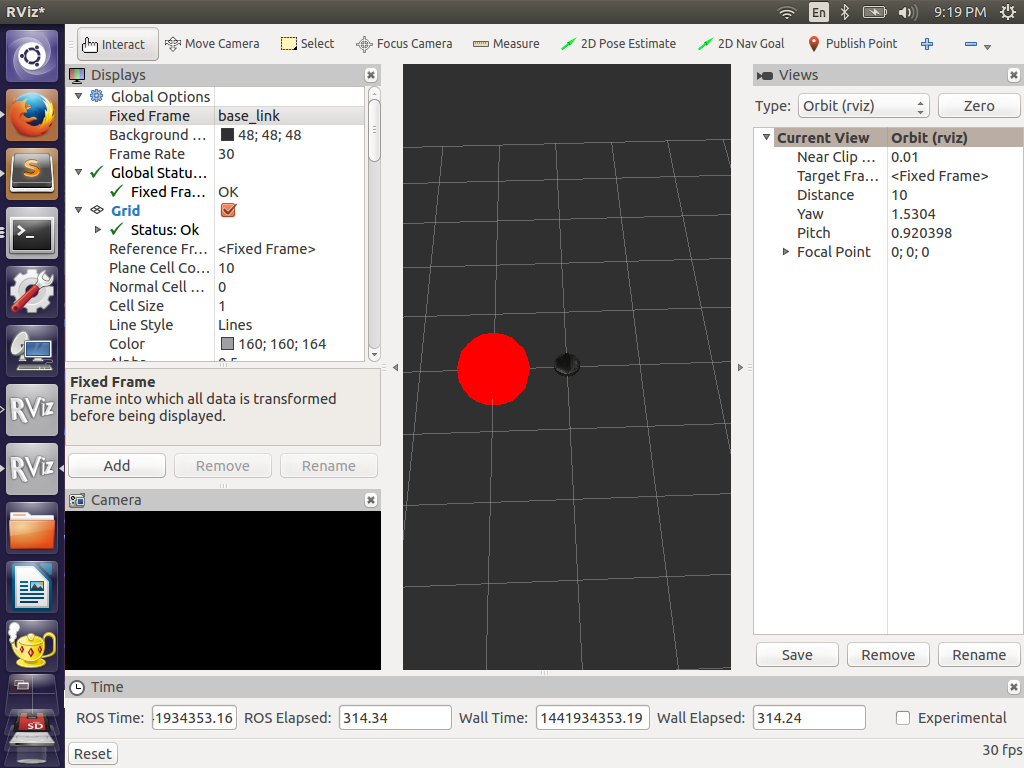 RViz*
En
9:19 PM
Interact Move Camera Select Focus Camera Measure 2D Pose Estimate 2D Nav Goal Publish Point
Displays
Global Options
Fixed Frame base_link
Background ... 48; 48; 48
Frame Rate 30
Global Statu...
Fixed Fra... OK
Grid
Status: Ok
Reference Fr... <Fixed Frame>
Plane Cell Co... 10
Normal Cell ... 0
Cell Size 1
Line Style Lines
Color 160; 160; 164
Alpha 0.5
Fixed Frame
Frame into which all data is transformed
before being displayed.
Add Remove Rename
Camera
Views
Type: Orbit (rviz) Zero
Current View Orbit (rviz)
Near Clip ... 0.01
Target Fra... <Fixed Frame>
Distance 10
Yaw 1.5304
Pitch 0.920398
Focal Point 0; 0; 0
Save Remove Rename
Time
ROS Time: 1934353.16 ROS Elapsed: 314.34 Wall Time: 1441934353.19 Wall Elapsed: 314.24 Experimental
Reset
30 fps
RViz
RViz
SD